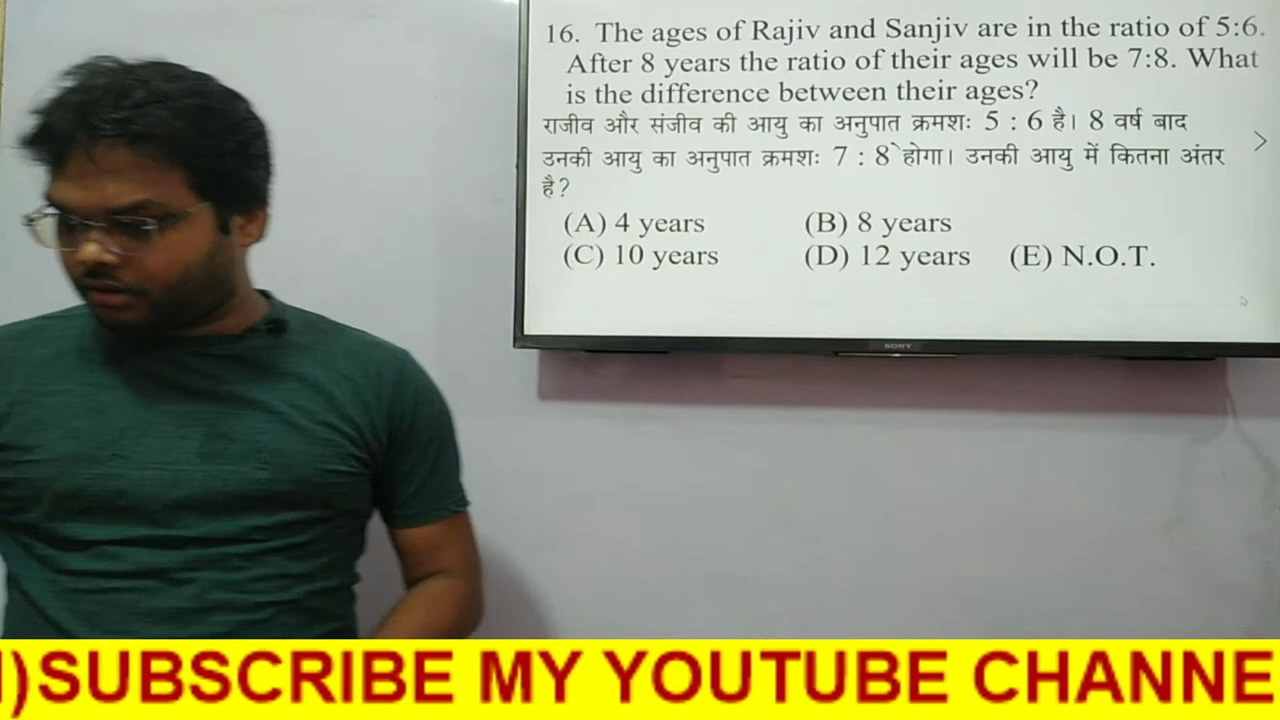 16. The ages of Rajiv and Sanjiv are in the ratio of 5:6.
After 8 years the ratio of their ages will be 7:8. What
is the difference between their ages?
राजीव और संजीव की आयु का अनुपात क्रमशः 5 : 6 है। 8 वर्ष बाद
उनकी आयु का अनुपात क्रमशः 7 : 8 होगा। उनकी आयु में कितना अंतर
है?
(A) 4 years (B) 8 years
(C) 10 years (D) 12 years (E) N.O.T.
SONY
)SUBSCRIBE MY YOUTUBE CHANNE